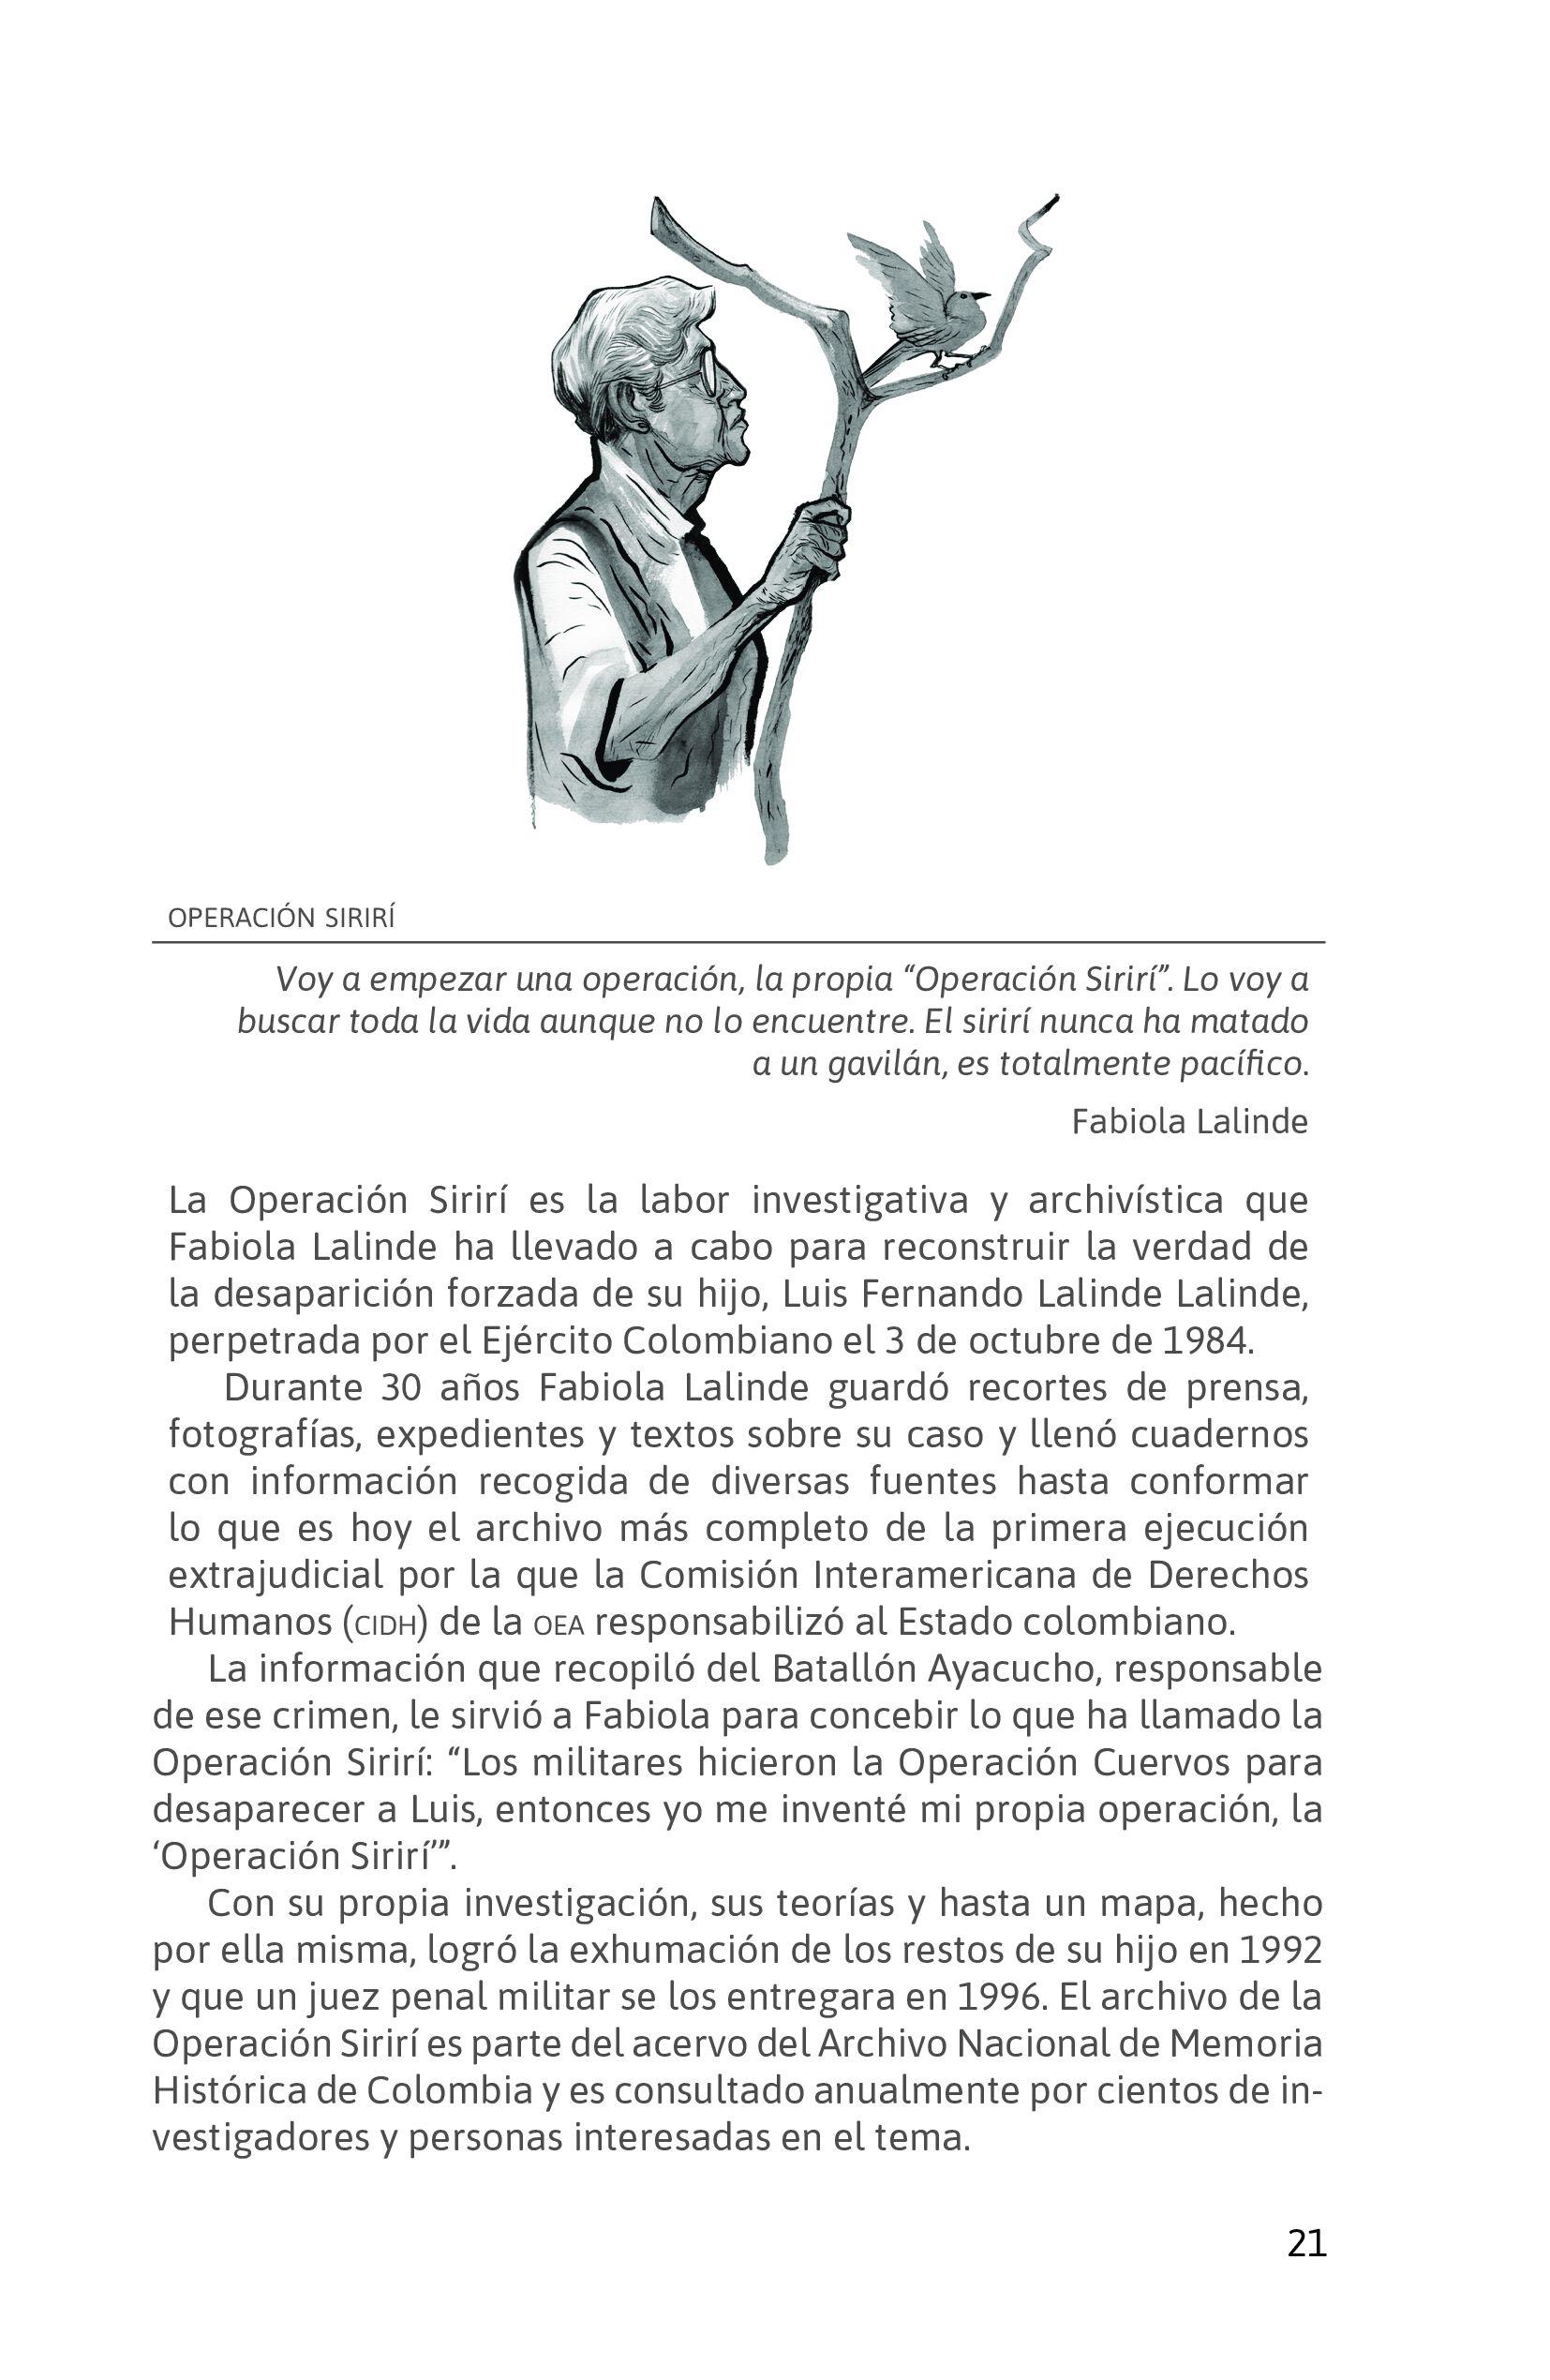 OPERACIÓN SIRIRÍ
Voy a empezar una operación, la propia “Operación Sirirí”. Lo voy a
buscar toda la vida aunque no lo encuentre. El sirirí nunca ha matado
a un gavilán, es totalmente pacífico.
Fabiola Lalinde
La Operación Sirirí es la labor investigativa y archivística que
Fabiola Lalinde ha llevado a cabo para reconstruir la verdad de
la desaparición forzada de su hijo, Luis Fernando Lalinde Lalinde,
perpetrada por el Ejército Colombiano el 3 de octubre de 1984.
Durante 30 años Fabiola Lalinde guardó recortes de prensa,
fotografías, expedientes y textos sobre su caso y llenó cuadernos
con información recogida de diversas fuentes hasta conformar
lo que es hoy el archivo más completo de la primera ejecución
extrajudicial por la que la Comisión Interamericana de Derechos
Humanos (CIDH) de la OEA responsabilizó al Estado colombiano.
La información que recopiló del Batallón Ayacucho, responsable
de ese crimen, le sirvió a Fabiola para concebir lo que ha llamado la
Operación Sirirí: “Los militares hicieron la Operación Cuervos para
desaparecer a Luis, entonces yo me inventé mi propia operación, la
‘Operación Sirirí’”.
Con su propia investigación, sus teorías y hasta un mapa, hecho
por ella misma, logró la exhumación de los restos de su hijo en 1992
y que un juez penal militar se los entregara en 1996. El archivo de la
Operación Sirirí es parte del acervo del Archivo Nacional de Memoria
Histórica de Colombia y es consultado anualmente por cientos de in-
vestigadores y personas interesadas en el tema.
21